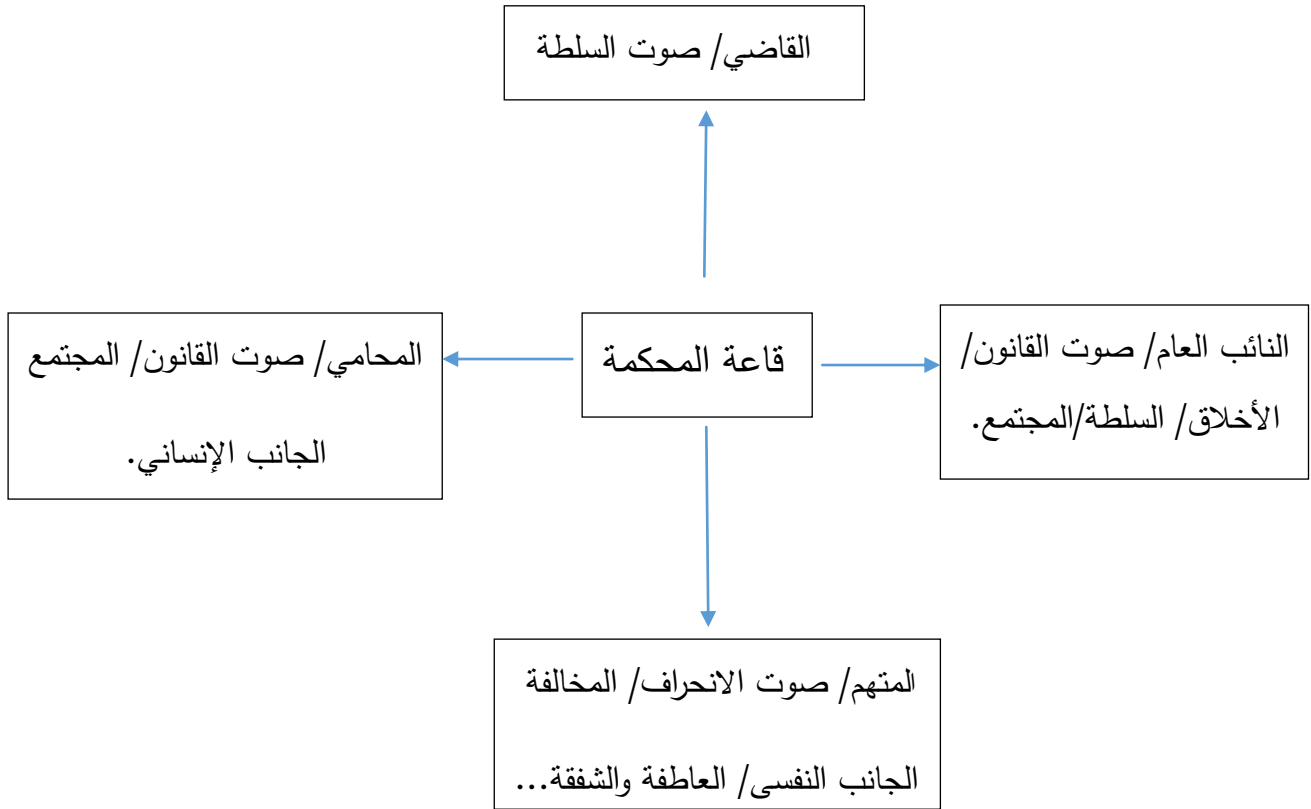 القاضي/ صوت السلطة
النائب العام/ صوت القانون/
الأخلاق/ السلطة/المجتمع.
قاعة المحكمة
المحامي/ صوت القانون/ المجتمع
الجانب الإنساني.
المتهم/ صوت الانحراف/ المخالفة
الجانب النفسي/ العاطفة والشفقة...